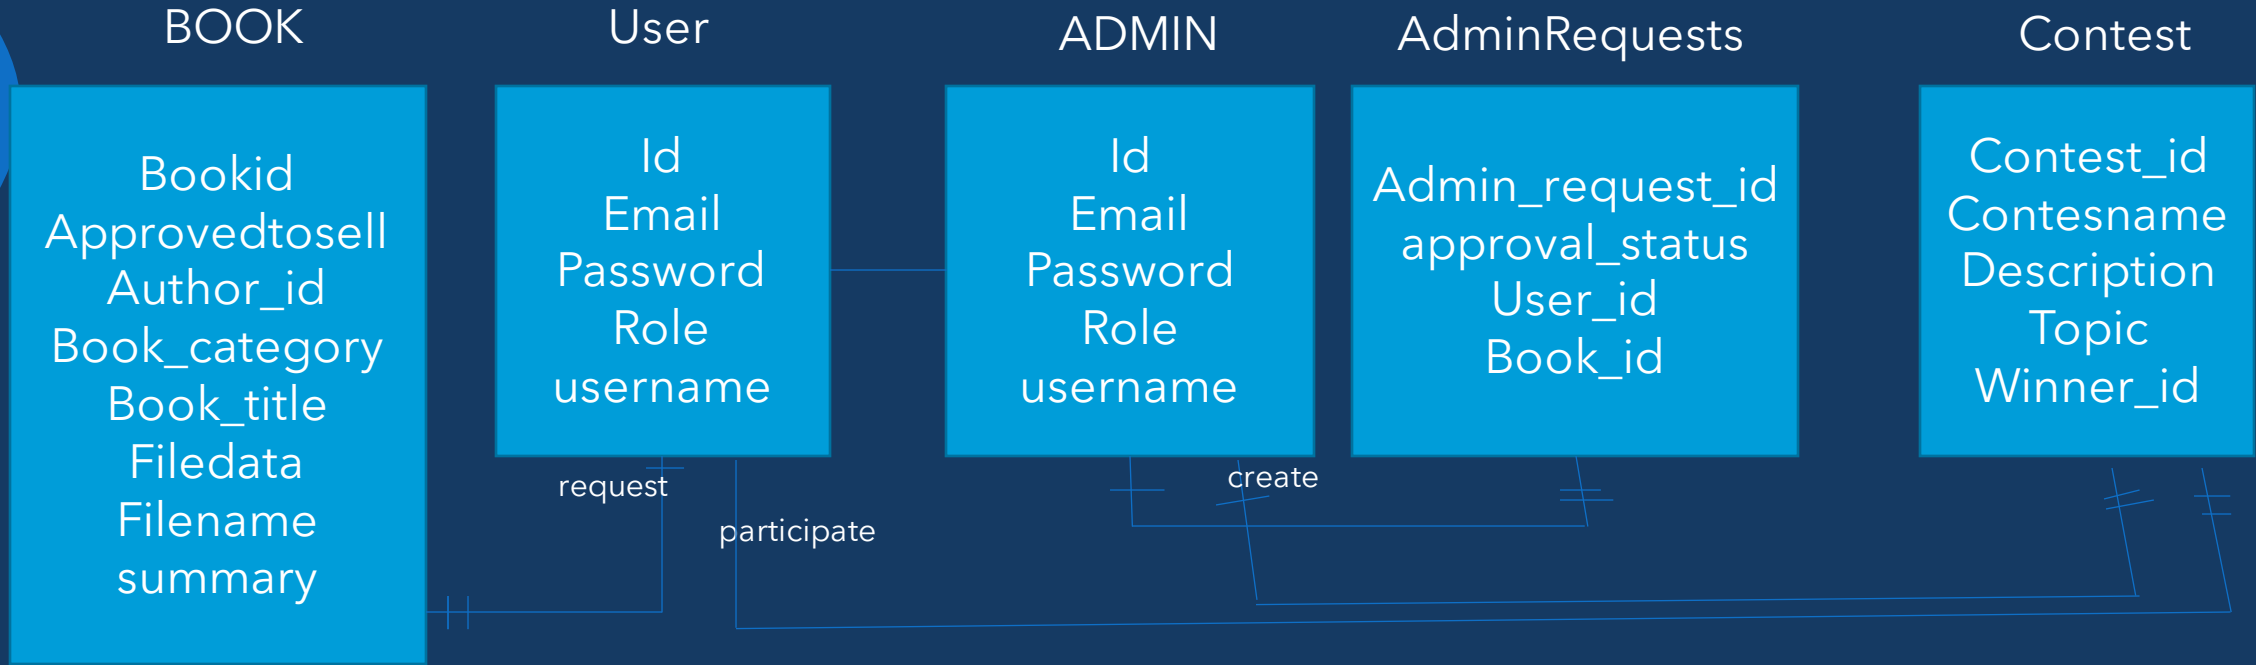 BOOK
Bookid
Approvedtosell
Author_id
Book_category
Book_title
Filedata
Filename
summary
User
Id
Email
Password
Role
username
ADMIN
Id
Email
Password
Role
username
AdminRequests
Admin_request_id
approval_status
User_id
Book_id
Contest
Contest_id
Contesname
Description
Topic
Winner_id
request
participate
create